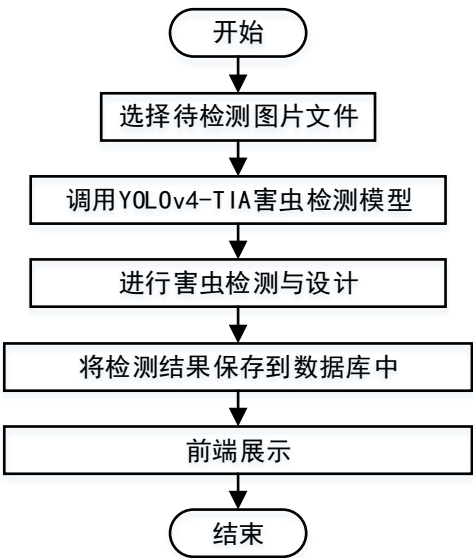 开始
选择待检测图片文件
调用YOLOv4-TIA害虫检测模型
进行害虫检测与设计
将检测结果保存到数据库中
前端展示
结束